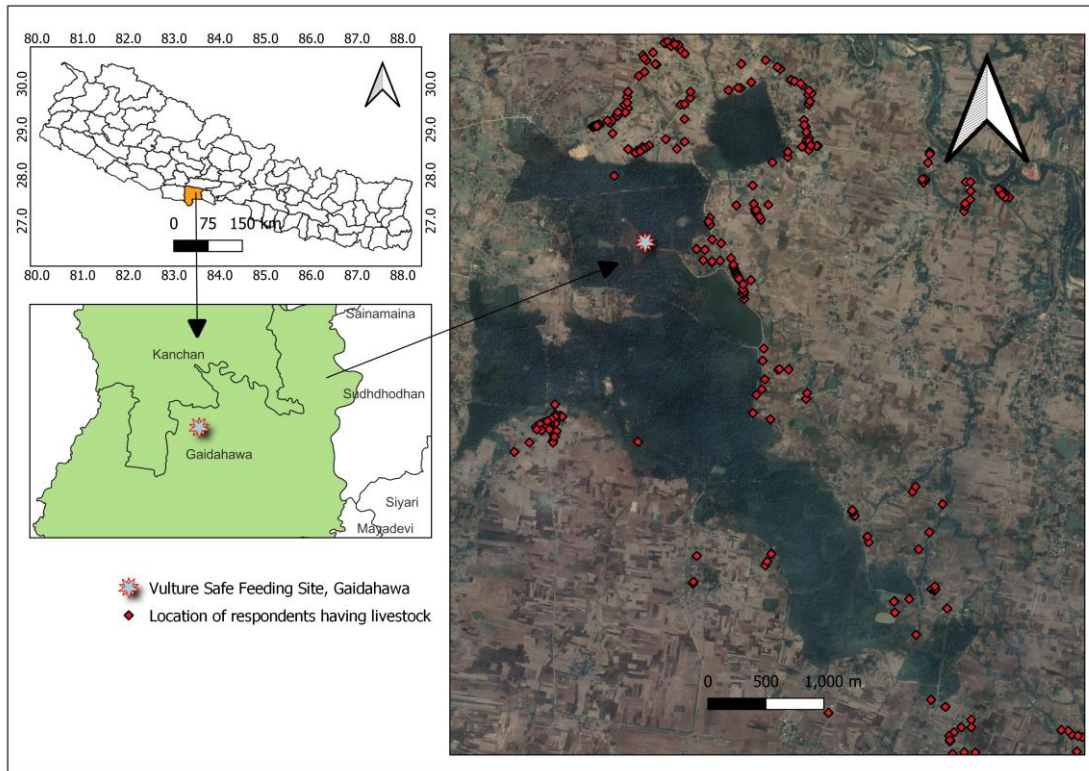 80.0 81.0 82.0 83.0 84.0 85.0 86.0 87.0 88.0
30.0
29.0
28.0
27.0
30.0
29.0
28.0
27.0
0 75 150 km
80.0 81.0 82.0 83.0 84.0 85.0 86.0 87.0 88.0
Sainamaina
Kanchan
Sudhdhodhan
Gaidahawa
Siyari
Mayadevi
Vulture Safe Feeding Site, Gaidahawa
Location of respondents having livestock
0 500 1,000 m